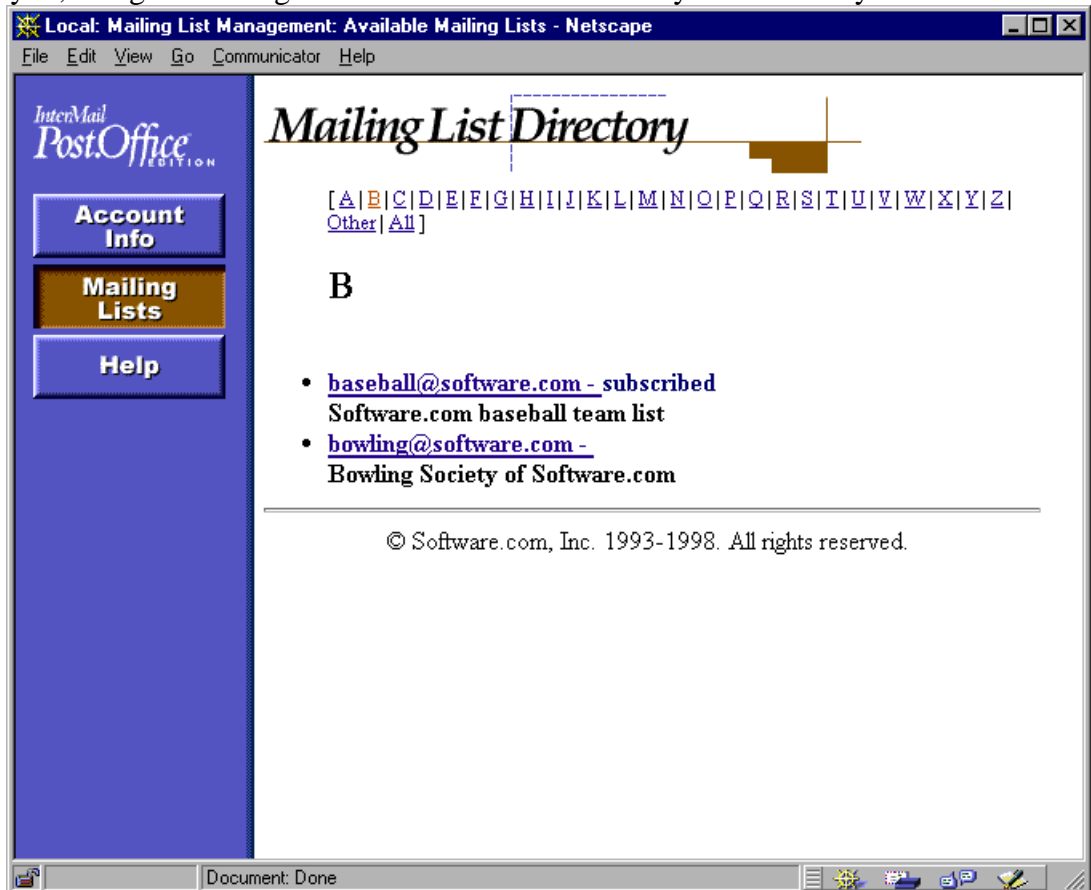 Local: Mailing List Management: Available Mailing Lists - Netscape
File Edit View Go Communicator Help
InterMail
Post.Office
EDITION
Mailing List Directory
[ A | B | C | D | E | F | G | H | I | J | K | L | M | N | O | P | Q | R | S | T | U | V | W | X | Y | Z |
Other | All ]
Account
Info
B
Mailing
Lists
Help
• baseball@software.com - subscribed
Software.com baseball team list
• bowling@software.com -
Bowling Society of Software.com
© Software.com, Inc. 1993-1998. All rights reserved.
Document: Done